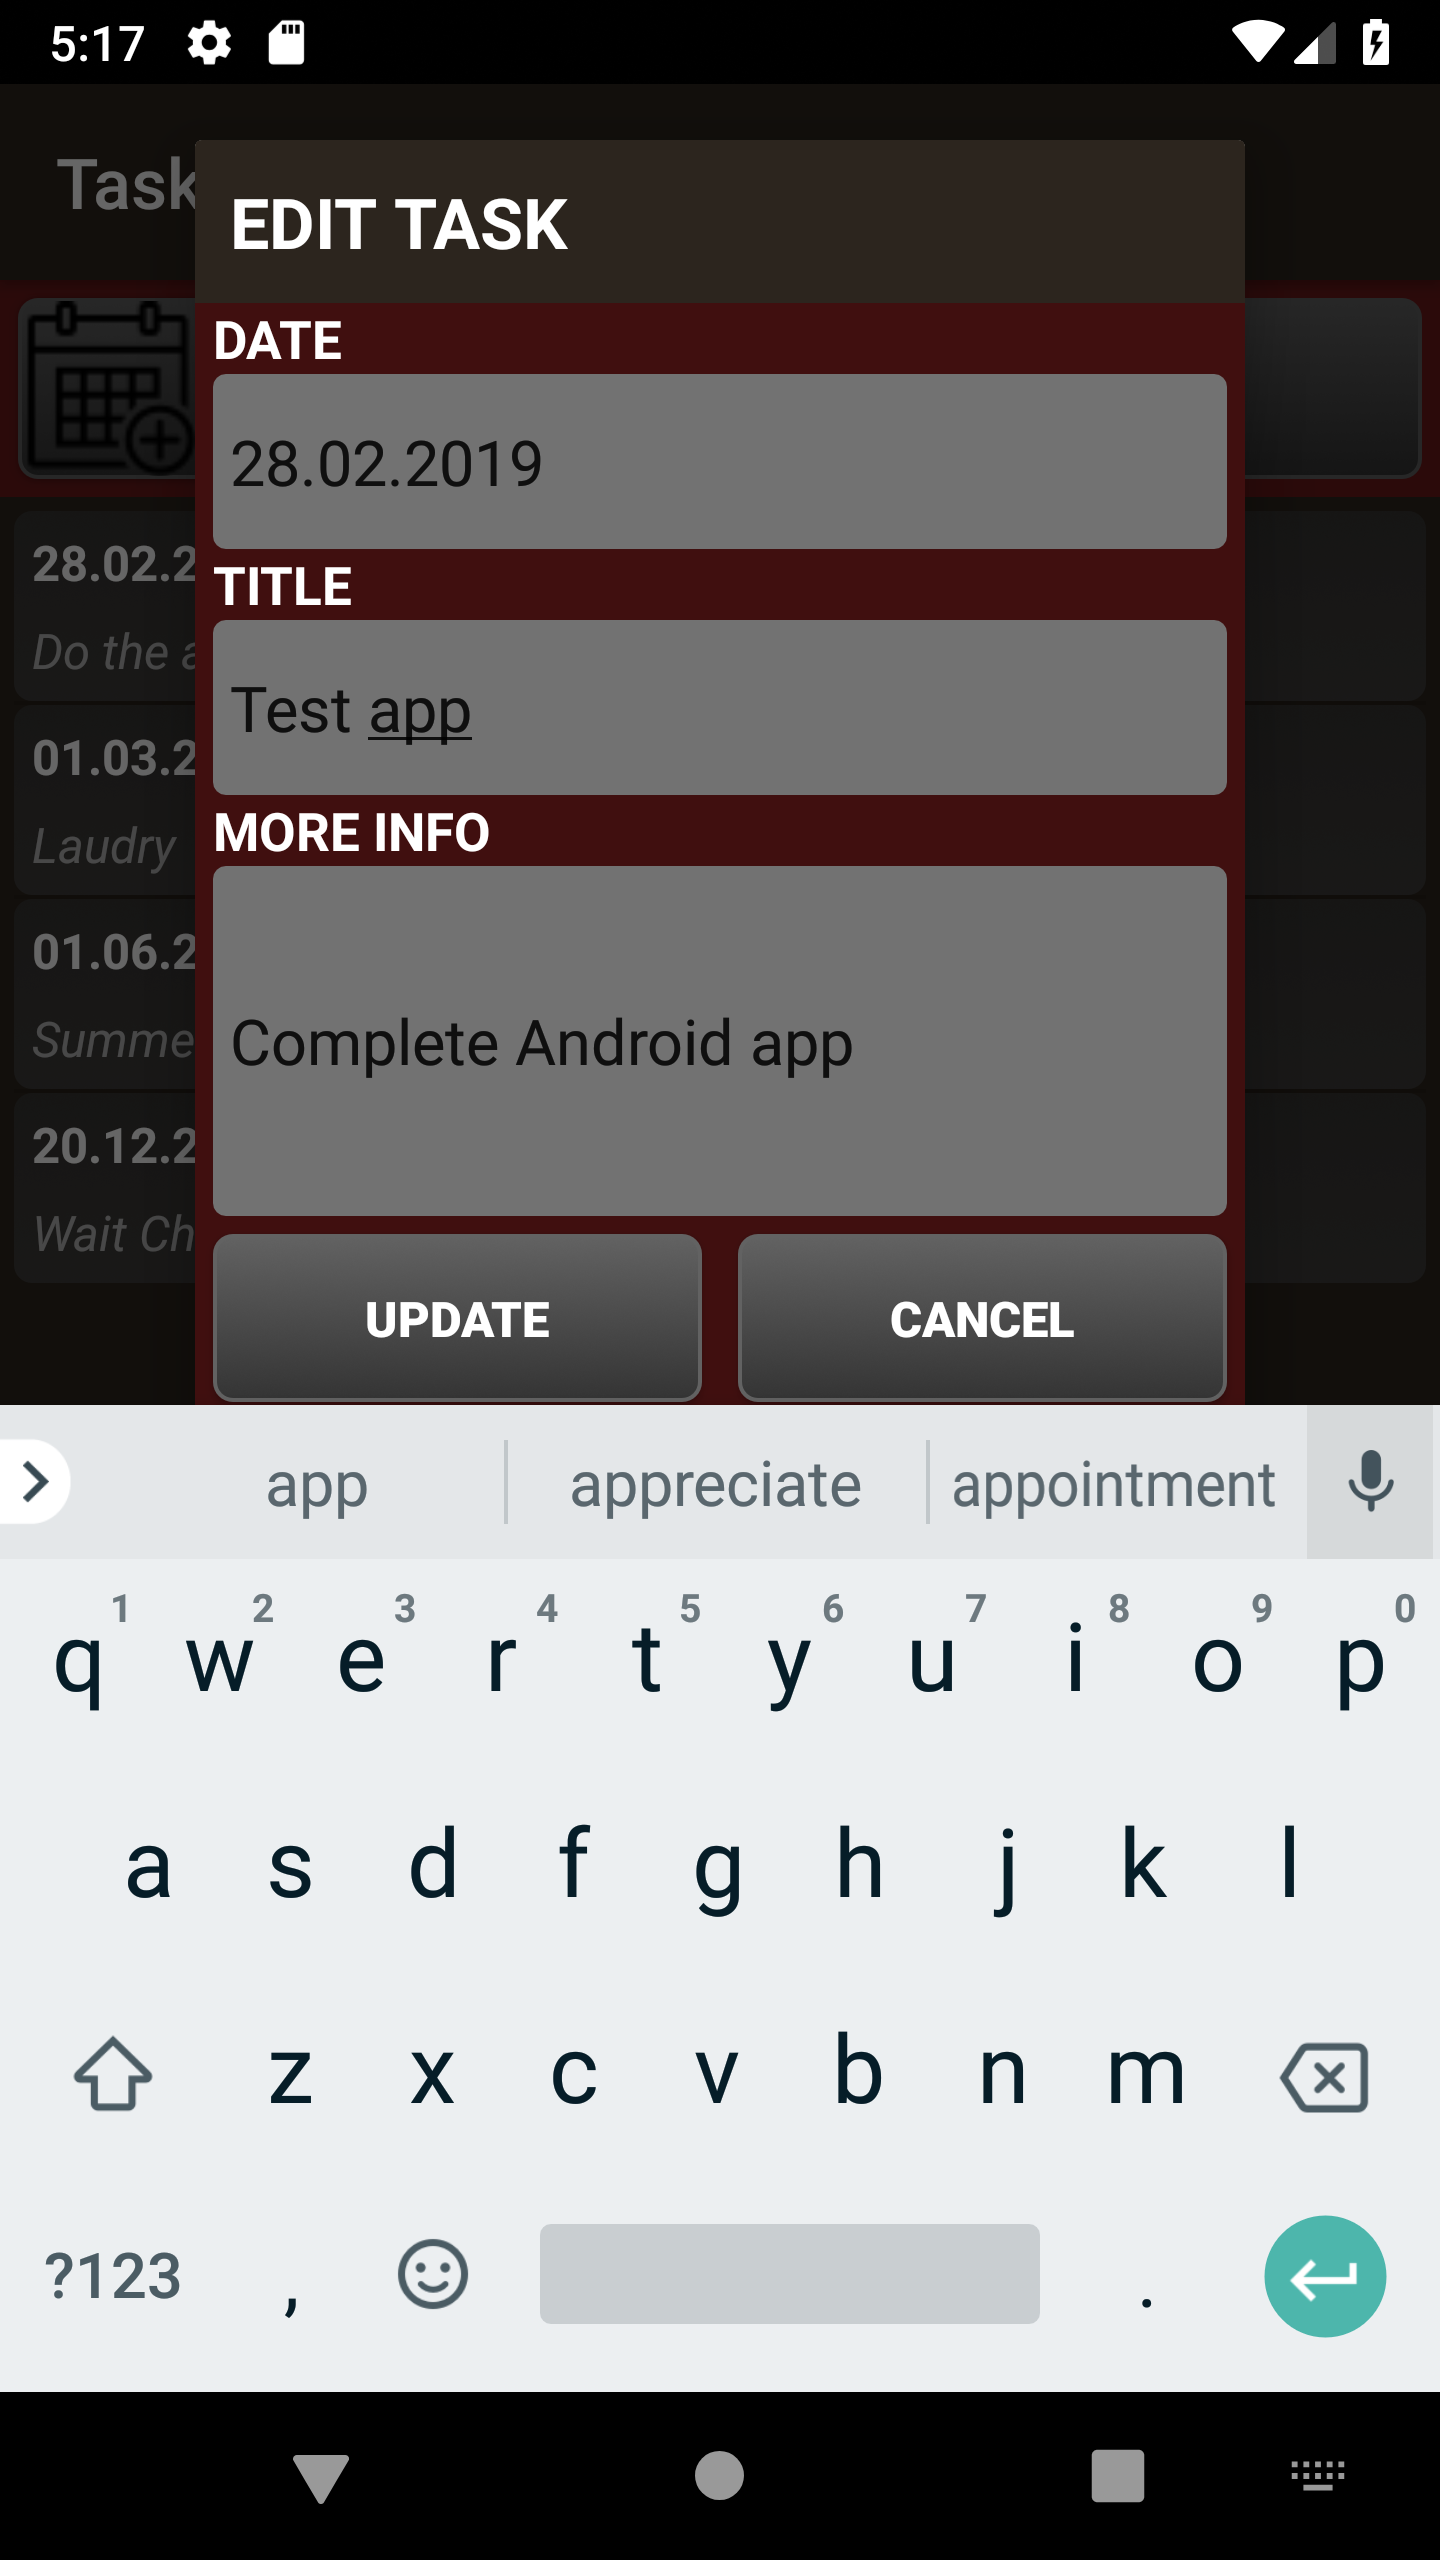 5:17
Task
EDIT TASK
DATE
28.02.2019
TITLE
Test app
MORE INFO
Complete Android app
UPDATE
CANCEL
28.02.2
Do the a
01.03.2
Laudry
01.06.2
Summe
20.12.2
Wait Ch
app appreciate appointment
1 2 3 4 5 6 7 8 9 0
q w e r t y u i o p
a s d f g h j k l
z x c v b n m
?123 , .